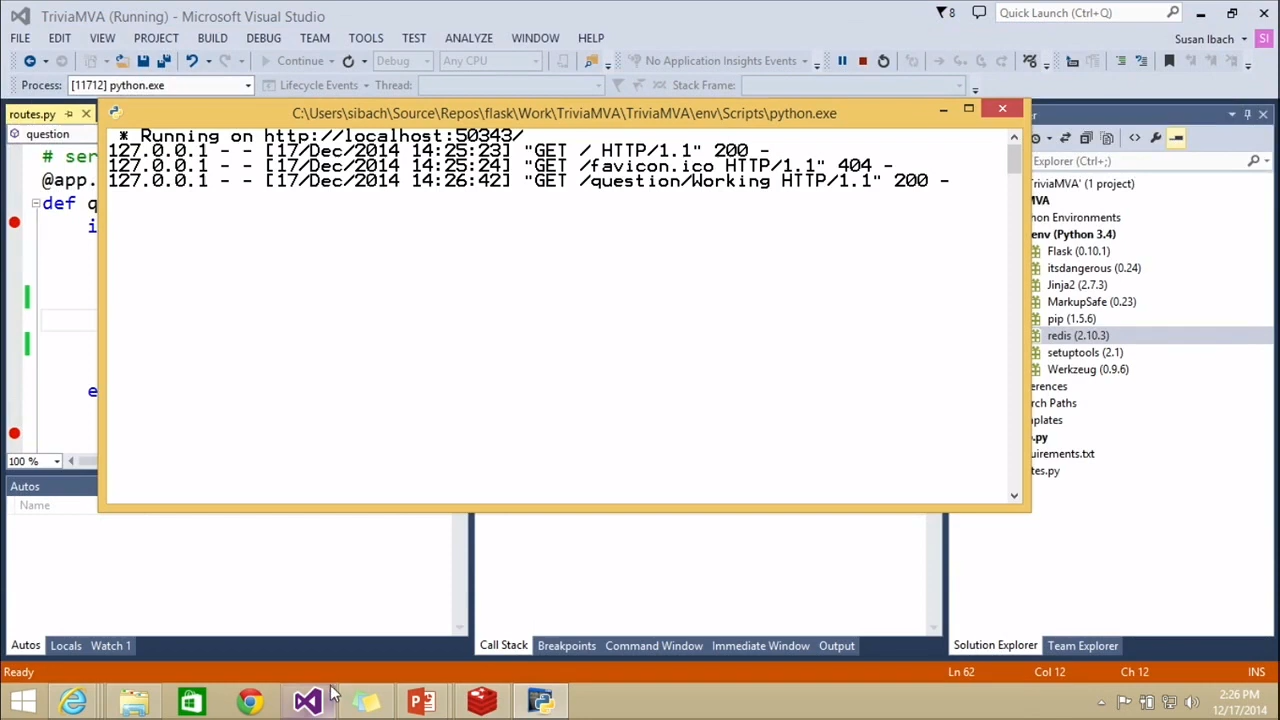 TriviaMVA (Running) - Microsoft Visual Studio
8
Quick Launch (Ctrl+Q)
FILE EDIT VIEW PROJECT BUILD DEBUG TEAM TOOLS TEST ANALYZE WINDOW HELP
Susan Ibach SI
Continue Debug Any CPU No Application Insights Events
Process: [11712] python.exe Lifecycle Events Thread: Stack Frame:
routes.py
question
C:\Users\sibach\Source\Repos\flask\Work\TriviaMVA\TriviaMVA\env\Scripts\python.exe
* Running on http://localhost:50343/
127.0.0.1 - - [17/Dec/2014 14:25:23] "GET / HTTP/1.1" 200 -
127.0.0.1 - - [17/Dec/2014 14:25:24] "GET /favicon.ico HTTP/1.1" 404 -
127.0.0.1 - - [17/Dec/2014 14:26:42] "GET /question/Working HTTP/1.1" 200 -
# ser
@app.
def q
i
e
100 %
er
Explorer (Ctrl+;)
TriviaMVA' (1 project)
MVA
hon Environments
env (Python 3.4)
Flask (0.10.1)
itsdangerous (0.24)
Jinja2 (2.7.3)
MarkupSafe (0.23)
pip (1.5.6)
redis (2.10.3)
setuptools (2.1)
Werkzeug (0.9.6)
erences
rch Paths
nplates
.py
uirements.txt
tes.py
Autos
Name
Autos Locals Watch 1
Call Stack Breakpoints Command Window Immediate Window Output
Solution Explorer Team Explorer
Ready Ln 62 Col 12 Ch 12 INS
2:26 PM
12/17/2014